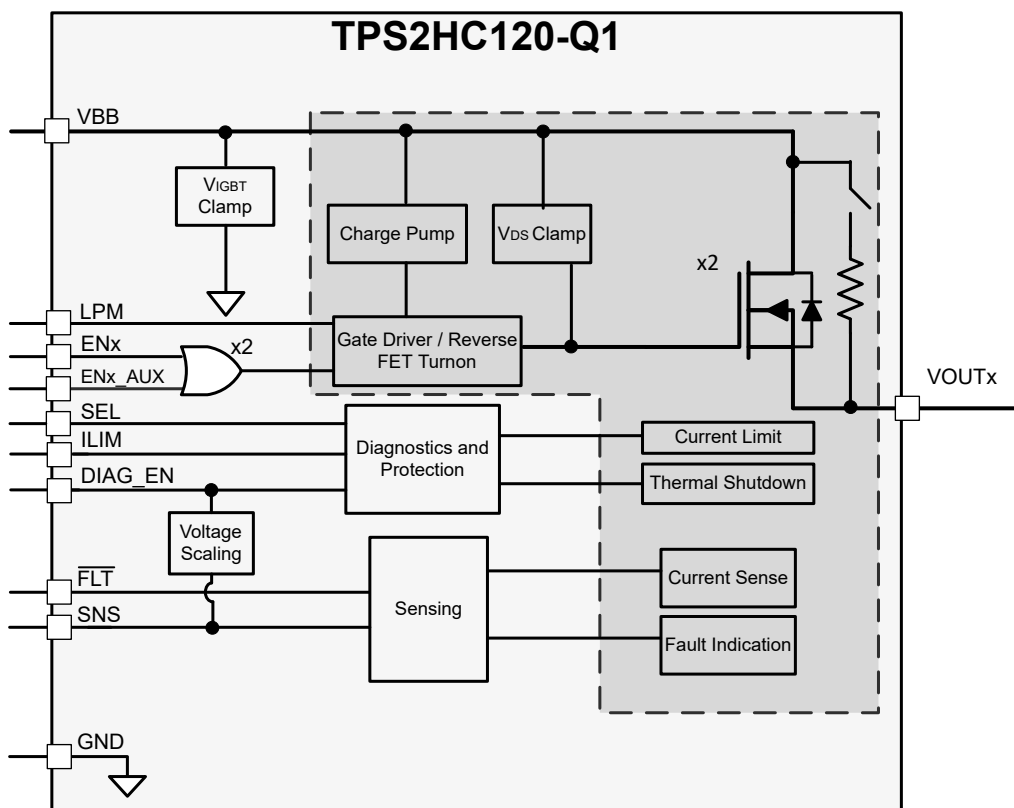 TPS2HC120-Q1
VBB
VIGBT
Clamp
Charge Pump
VDS Clamp
x2
LPM
ENx
x2
ENx_AUX
Gate Driver / Reverse
FET Turnon
VOUTx
SEL
ILIM
DIAG_EN
Diagnostics and
Protection
Current Limit
Thermal Shutdown
Voltage
Scaling
FLT
SNS
Sensing
Current Sense
Fault Indication
GND